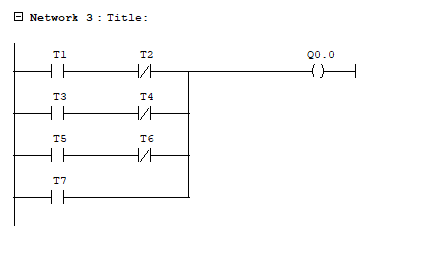 Network 3 : Title:
T1 T2 Q0.0
T3 T4
T5 T6
T7